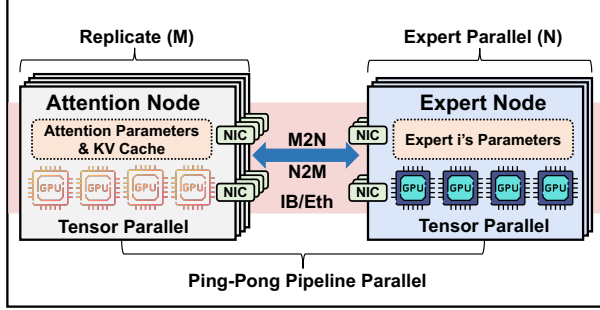 Replicate (M)
Expert Parallel (N)
Attention Node
Attention Parameters
& KV Cache
NIC
GPU GPU GPU GPU
NIC
Tensor Parallel
M2N
N2M
IB/Eth
Expert Node
NIC
Expert i's Parameters
NIC
GPU GPU GPU GPU
Tensor Parallel
Ping-Pong Pipeline Parallel